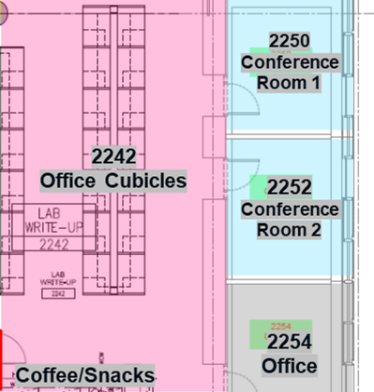 2250
Conference
Room 1
2242
Office Cubicles
2252
Conference
Room 2
LAB
WRITE-UP
2242
LAB
WRITE-UP
2242
2254
2254
Office
Coffee/Snacks